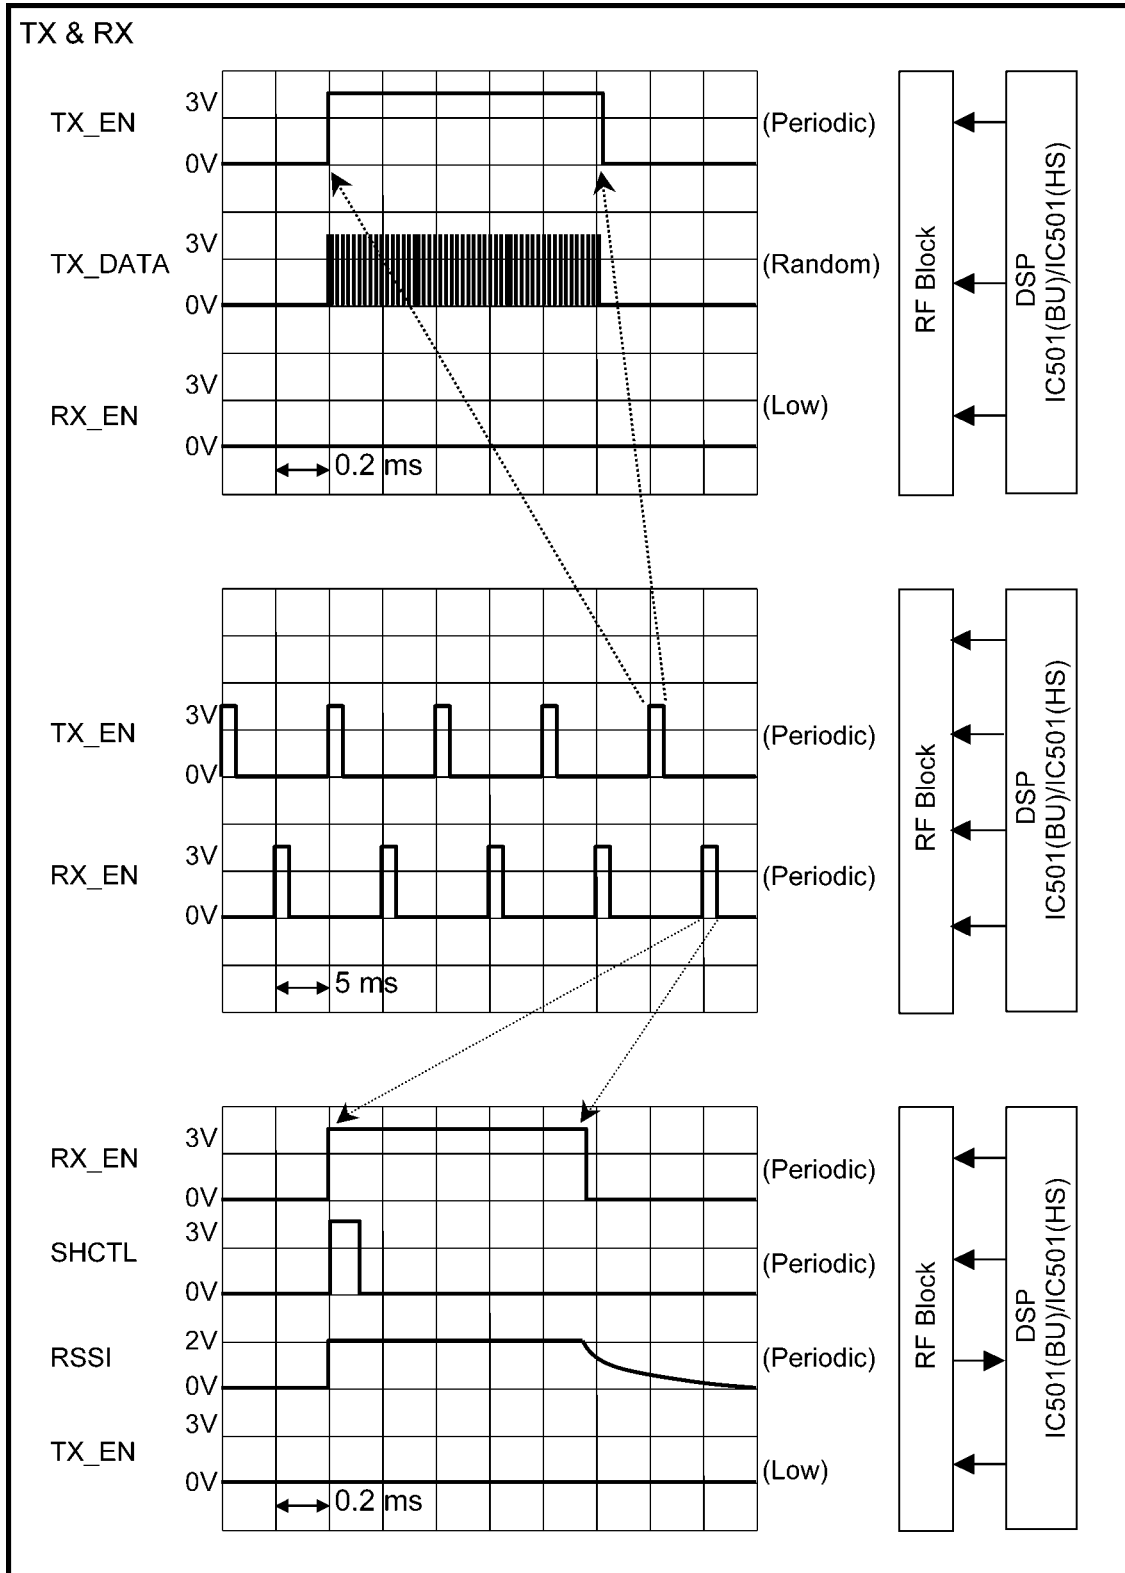 TX & RX
TX_EN
3V
0V
(Periodic)
TX_DATA
3V
0V
(Random)
RX_EN
3V
0V
(Low)
0.2 ms
RF Block
DSP
IC501(BU)/IC501(HS)
TX_EN
3V
0V
(Periodic)
RX_EN
3V
0V
(Periodic)
5 ms
RF Block
DSP
IC501(BU)/IC501(HS)
RX_EN
3V
0V
(Periodic)
SHCTL
3V
0V
(Periodic)
RSSI
2V
0V
(Periodic)
TX_EN
3V
0V
(Low)
0.2 ms
RF Block
DSP
IC501(BU)/IC501(HS)